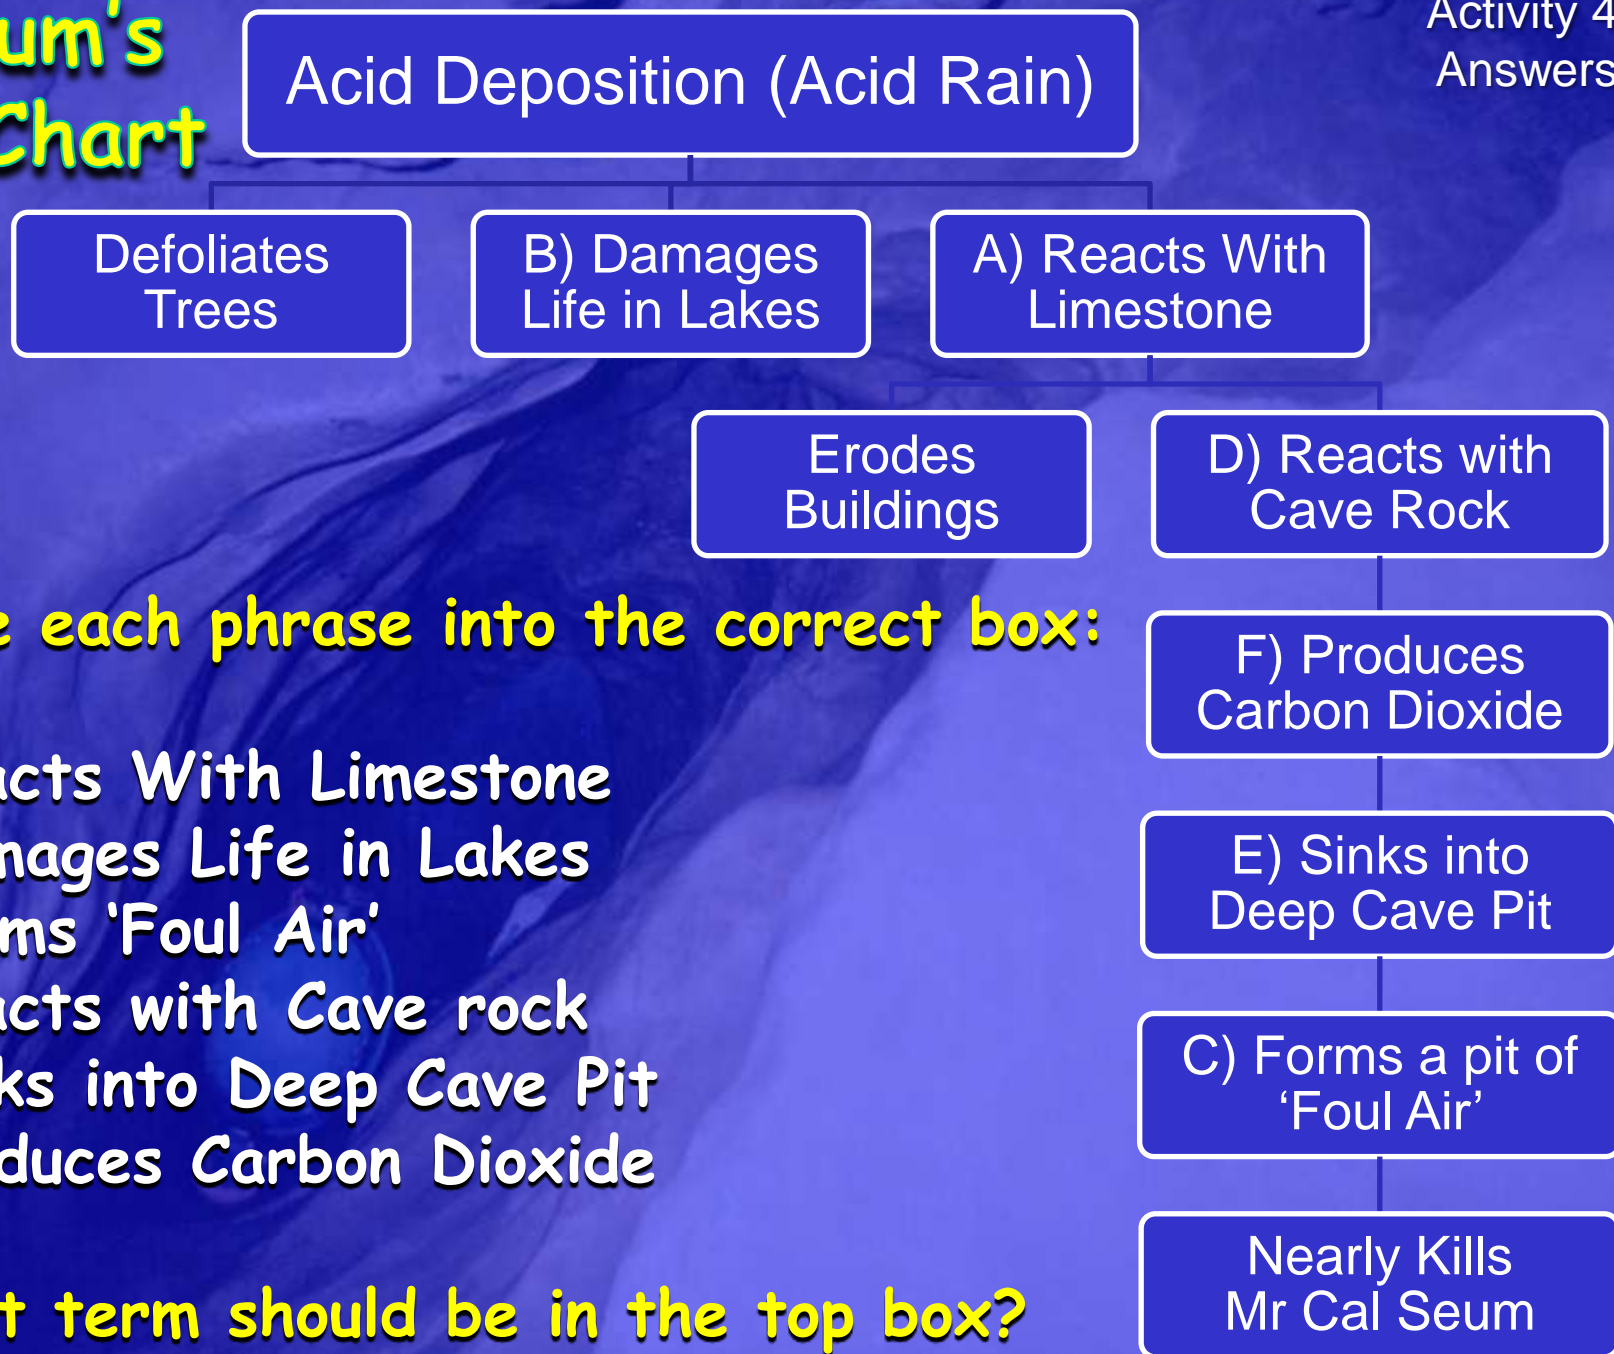 um's
Chart
Activity 4
Answers
Acid Deposition (Acid Rain)
Defoliates
Trees
B) Damages
Life in Lakes
A) Reacts With
Limestone
Erodes
Buildings
D) Reacts with
Cave Rock
e each phrase into the correct box:
F) Produces
Carbon Dioxide
acts With Limestone
mages Life in Lakes
ms ‘Foul Air’
acts with Cave rock
ks into Deep Cave Pit
duces Carbon Dioxide
E) Sinks into
Deep Cave Pit
C) Forms a pit of
‘Foul Air’
Nearly Kills
Mr Cal Seum
t term should be in the top box?